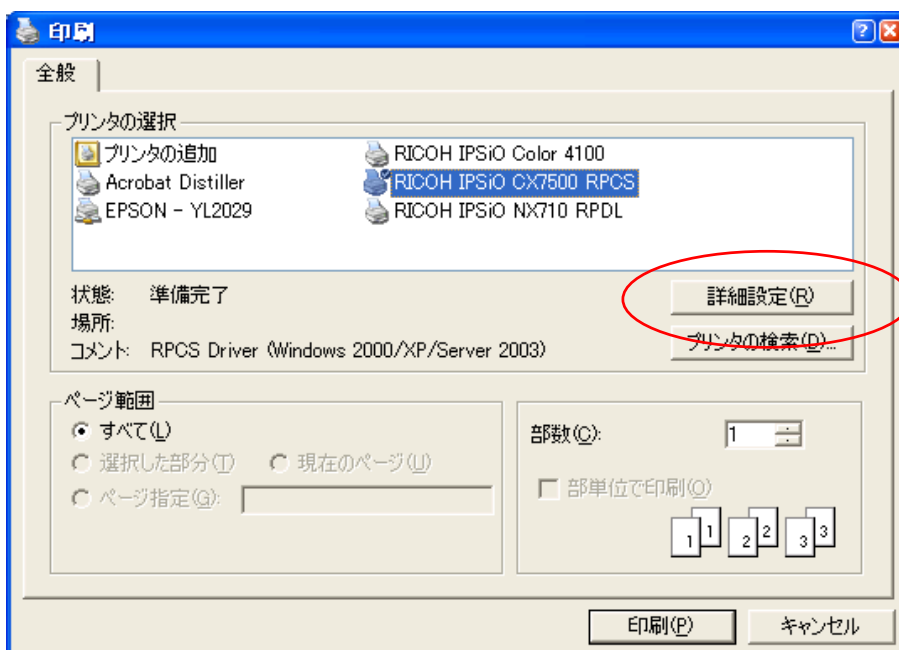 印刷
全般
プリンタの選択
プリンタの追加
RICOH IPSiO Color 4100
Acrobat Distiller
RICOH IPSiO CX7500 RPCS
EPSON - YL2029
RICOH IPSiO NX710 RPDL
状態: 準備完了
詳細設定(R)
場所:
コメント: RPCS Driver (Windows 2000/XP/Server 2003)
プリンタの検索(D)...
ページ範囲
すべて(L)
選択した部分(T) 現在のページ(U)
ページ指定(G):
部数(C): 1
部単位で印刷(O)
1 1 2 2 3 3
印刷(P) キャンセル